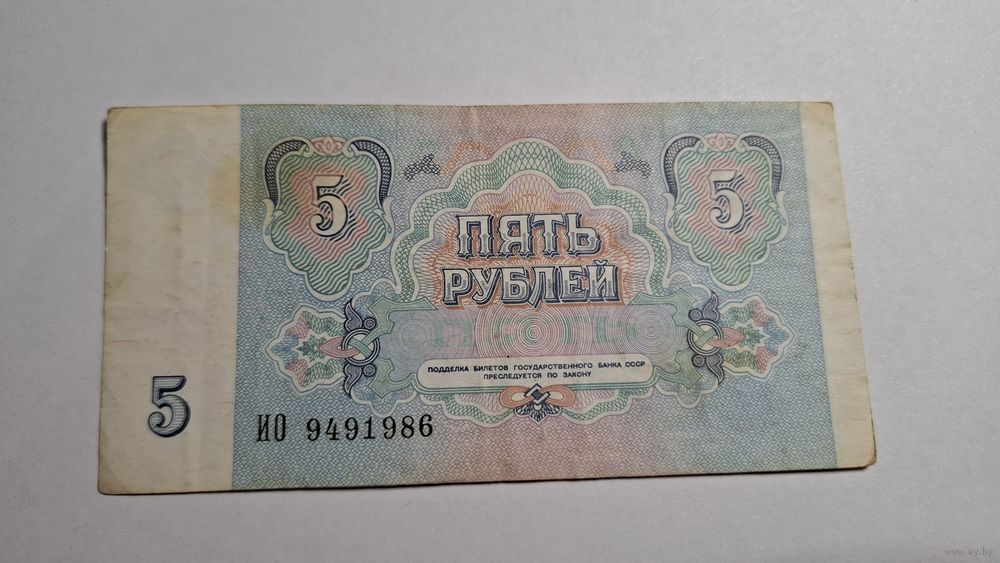 5
5
ПЯТЬ
РУБЛЕЙ
ПОДДЕЛКА БИЛЕТОВ ГОСУДАРСТВЕННОГО БАНКА СССР
ПРЕСЛЕДУЕТСЯ ПО ЗАКОНУ
5
ИО 9491986
www.ay.by